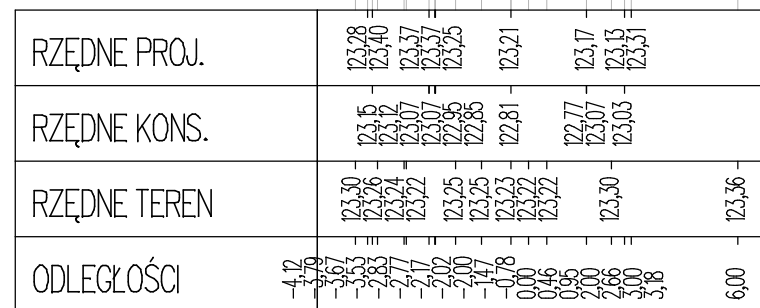 RZĘDNE PROJ. 123,28 123,40 123,37 123,37 123,25 123,21 123,17 123,13 123,31
RZĘDNE KONS. 123,15 123,12 123,07 123,07 122,95 122,85 122,81 122,77 123,07 123,03
RZĘDNE TEREN 123,30 123,26 123,24 123,22 123,25 123,25 123,23 123,22 123,22 123,30 123,36
ODLEGŁOŚCI -4,12 -3,79 -3,67 -3,53 -2,83 -2,77 -2,17 -2,02 -2,00 -1,47 -0,78 0,00 0,46 0,95 2,00 2,66 3,00 3,18 6,00